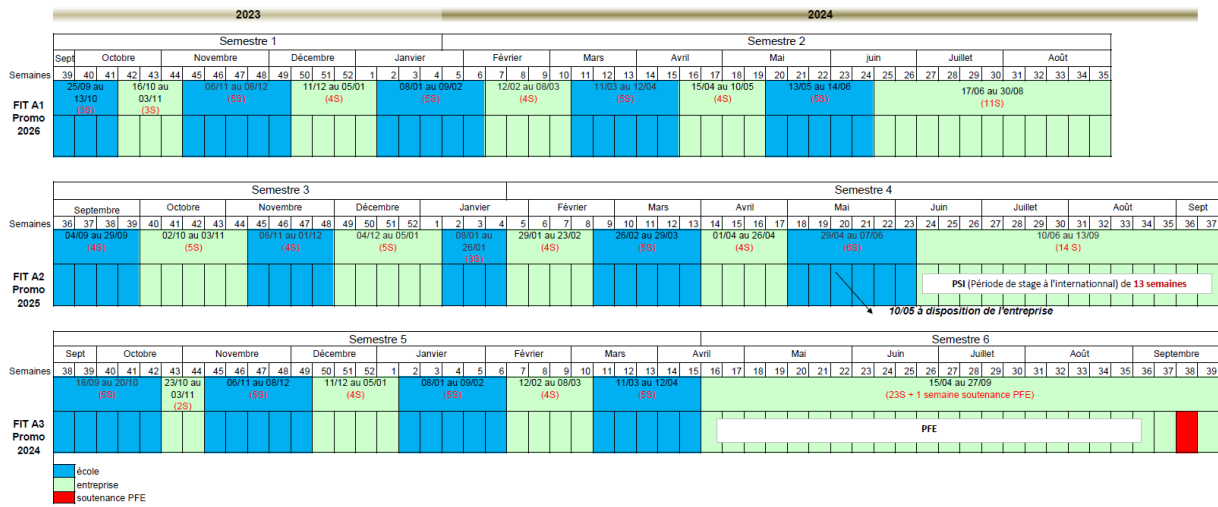 2023 2024
Semestre 1 Semestre 2
Sept Octobre Novembre Décembre Janvier Février Mars Avril Mai juin Juillet Août
Semaines 39 40 41 42 43 44 45 46 47 48 49 50 51 52 1 2 3 4 5 6 7 8 9 10 11 12 13 14 15 16 17 18 19 20 21 22 23 24 25 26 27 28 29 30 31 32 33 34 35
FIT A1 Promo 2026
25/09 au 13/10 (3S)
16/10 au 03/11 (3S)
06/11 au 08/12 (5S)
11/12 au 05/01 (4S)
08/01 au 09/02 (5S)
12/02 au 08/03 (4S)
11/03 au 12/04 (5S)
15/04 au 10/05 (4S)
13/05 au 14/06 (5S)
17/06 au 30/08 (11S)
Semestre 3 Semestre 4
Septembre Octobre Novembre Décembre Janvier Février Mars Avril Mai Juin Juillet Août Sept
Semaines 36 37 38 39 40 41 42 43 44 45 46 47 48 49 50 51 52 1 2 3 4 5 6 7 8 9 10 11 12 13 14 15 16 17 18 19 20 21 22 23 24 25 26 27 28 29 30 31 32 33 34 35 36 37
FIT A2 Promo 2025
04/09 au 29/09 (4S)
02/10 au 03/11 (5S)
06/11 au 01/12 (4S)
04/12 au 05/01 (5S)
08/01 au 26/01 (3S)
29/01 au 23/02 (4S)
26/02 au 29/03 (5S)
01/04 au 26/04 (4S)
29/04 au 07/06 (6S)
10/06 au 13/09 (14 S)
PSI (Période de stage à l'internationnal) de 13 semaines
10/05 à disposition de l'entreprise
Semestre 5 Semestre 6
Sept Octobre Novembre Décembre Janvier Février Mars Avril Mai Juin Juillet Août Septembre
Semaines 38 39 40 41 42 43 44 45 46 47 48 49 50 51 52 1 2 3 4 5 6 7 8 9 10 11 12 13 14 15 16 17 18 19 20 21 22 23 24 25 26 27 28 29 30 31 32 33 34 35 36 37 38 39
FIT A3 Promo 2024
18/09 au 20/10 (5S)
23/10 au 03/11 (2S)
06/11 au 08/12 (5S)
11/12 au 05/01 (4S)
08/01 au 09/02 (5S)
12/02 au 08/03 (4S)
11/03 au 12/04 (5S)
15/04 au 27/09
(23S + 1 semaine soutenance PFE)
PFE
école
entreprise
soutenance PFE